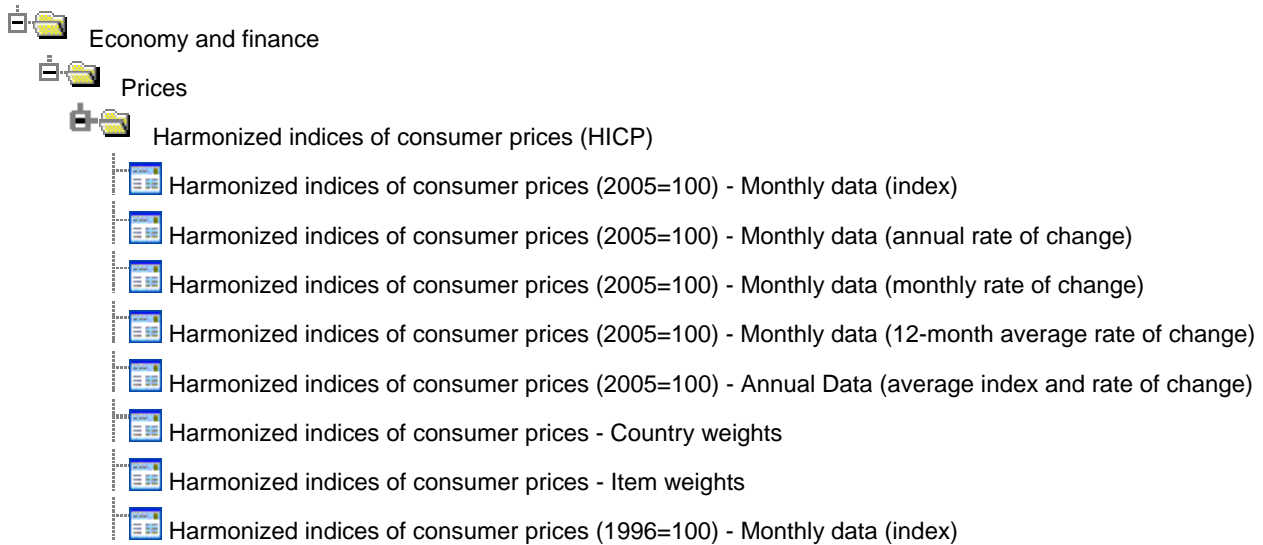 Economy and finance
Prices
Harmonized indices of consumer prices (HICP)
Harmonized indices of consumer prices (2005=100) - Monthly data (index)
Harmonized indices of consumer prices (2005=100) - Monthly data (annual rate of change)
Harmonized indices of consumer prices (2005=100) - Monthly data (monthly rate of change)
Harmonized indices of consumer prices (2005=100) - Monthly data (12-month average rate of change)
Harmonized indices of consumer prices (2005=100) - Annual Data (average index and rate of change)
Harmonized indices of consumer prices - Country weights
Harmonized indices of consumer prices - Item weights
Harmonized indices of consumer prices (1996=100) - Monthly data (index)